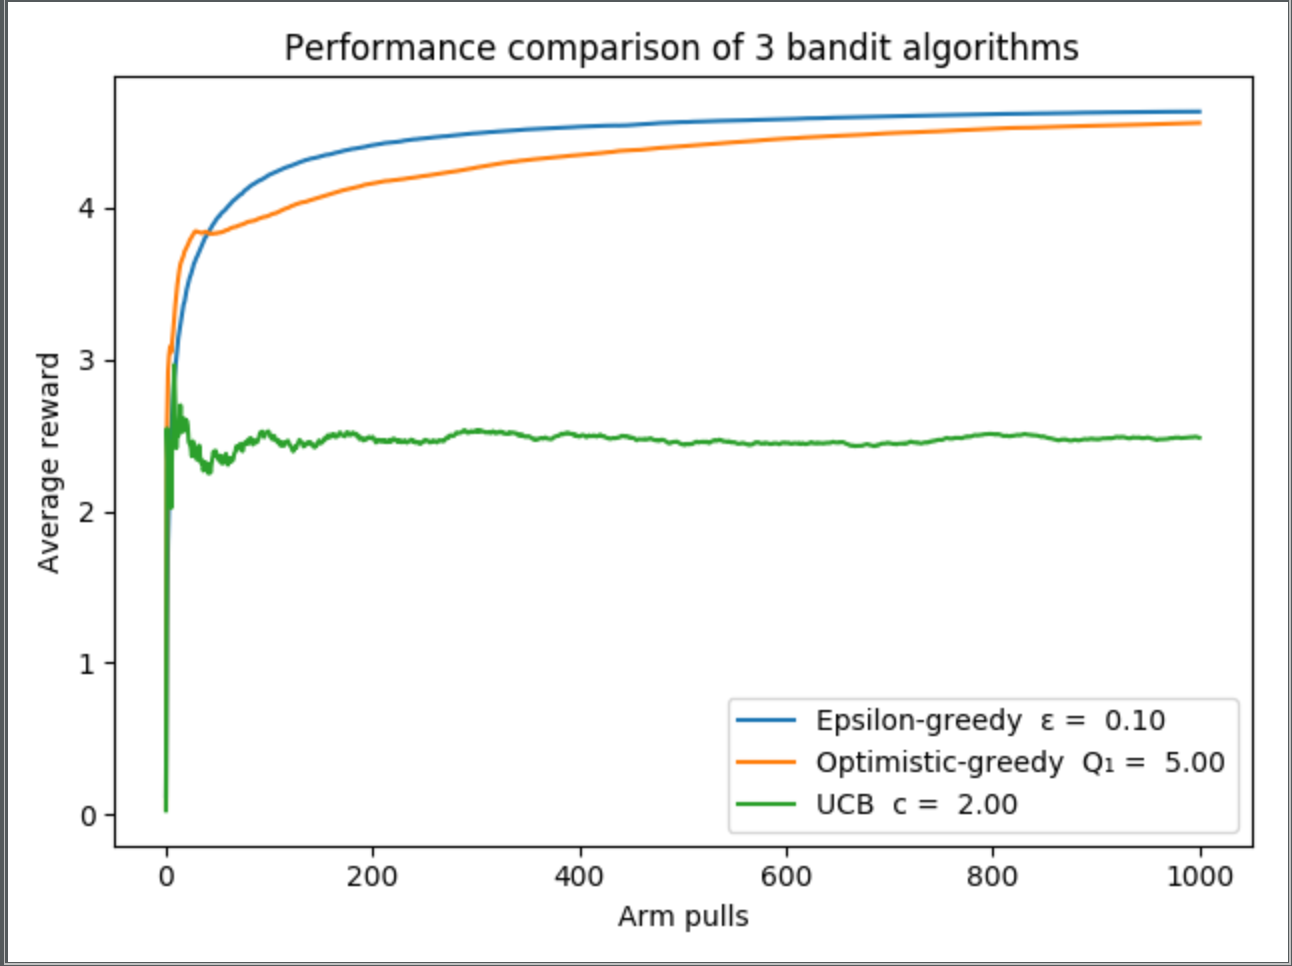 Performance comparison of 3 bandit algorithms
Average reward
4
3
2
1
0
0 200 400 600 800 1000
Arm pulls
Epsilon-greedy ε = 0.10
Optimistic-greedy Q₁ = 5.00
UCB c = 2.00